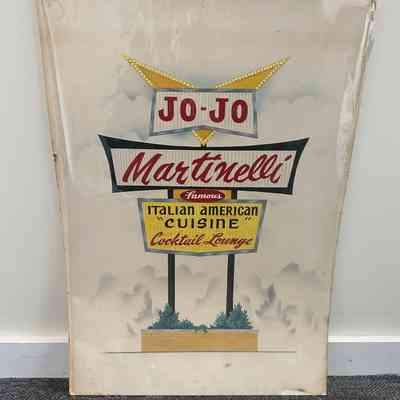 JO-JO
Martinelli
Famous
ITALIAN AMERICAN
"CUISINE"
Cocktail Lounge